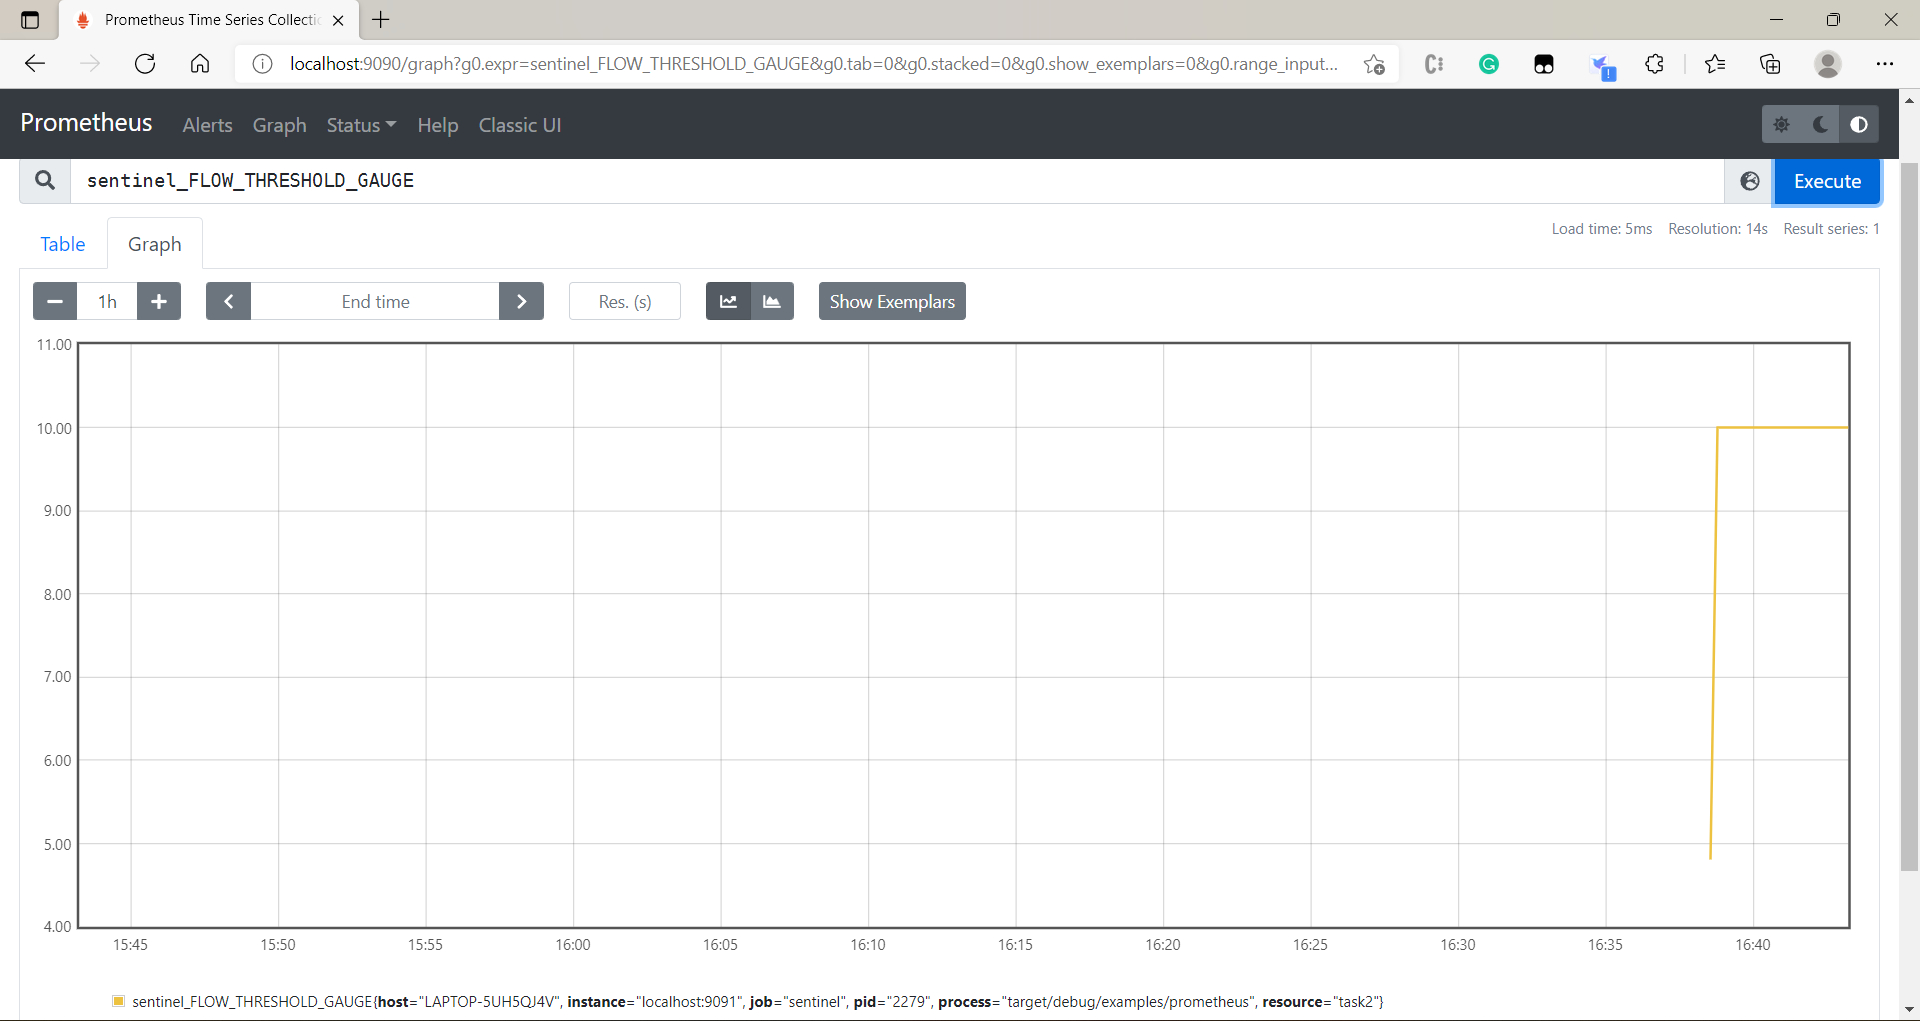 Prometheus Time Series Collectic
localhost:9090/graph?g0.expr=sentinel_FLOW_THRESHOLD_GAUGE&g0.tab=0&g0.stacked=0&g0.show_exemplars=0&g0.range_input...
Prometheus Alerts Graph Status Help Classic UI
sentinel_FLOW_THRESHOLD_GAUGE Execute
Load time: 5ms Resolution: 14s Result series: 1
Table Graph
1h End time Res. (s) Show Exemplars
11.00
10.00
9.00
8.00
7.00
6.00
5.00
4.00
15:45 15:50 15:55 16:00 16:05 16:10 16:15 16:20 16:25 16:30 16:35 16:40
sentinel_FLOW_THRESHOLD_GAUGE{host="LAPTOP-5UH5QJ4V", instance="localhost:9091", job="sentinel", pid="2279", process="target/debug/examples/prometheus", resource="task2"}